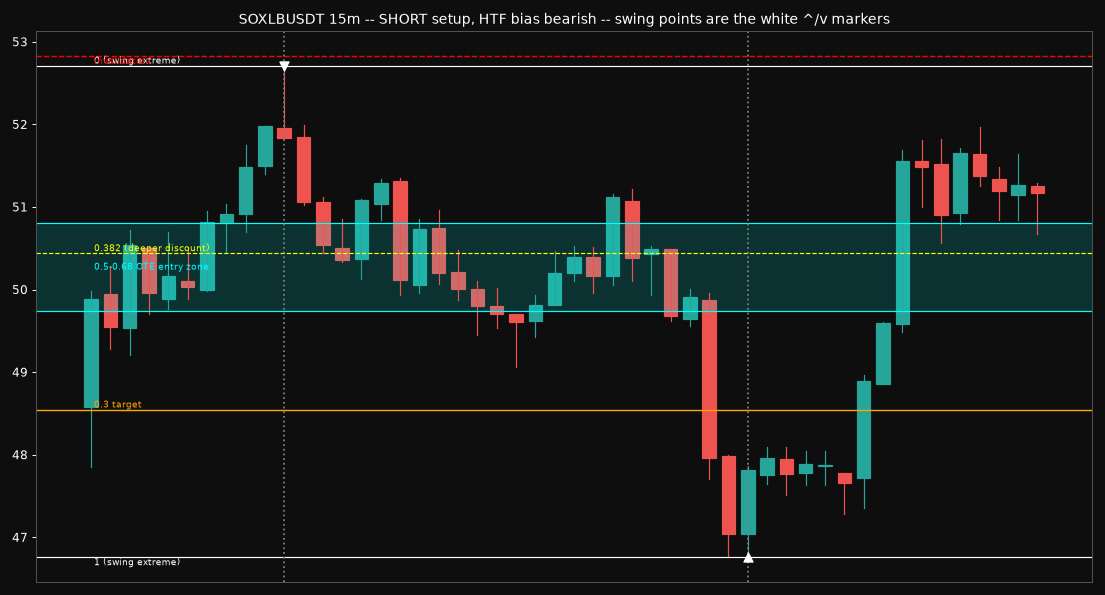 SOXLBUSDT 15m -- SHORT setup, HTF bias bearish -- swing points are the white ^/v markers
53
0 (swing extreme)
52
51
0.382 (deeper discount)
0.5-0.68 OTE entry zone
50
49
0.3 target
48
47
1 (swing extreme)